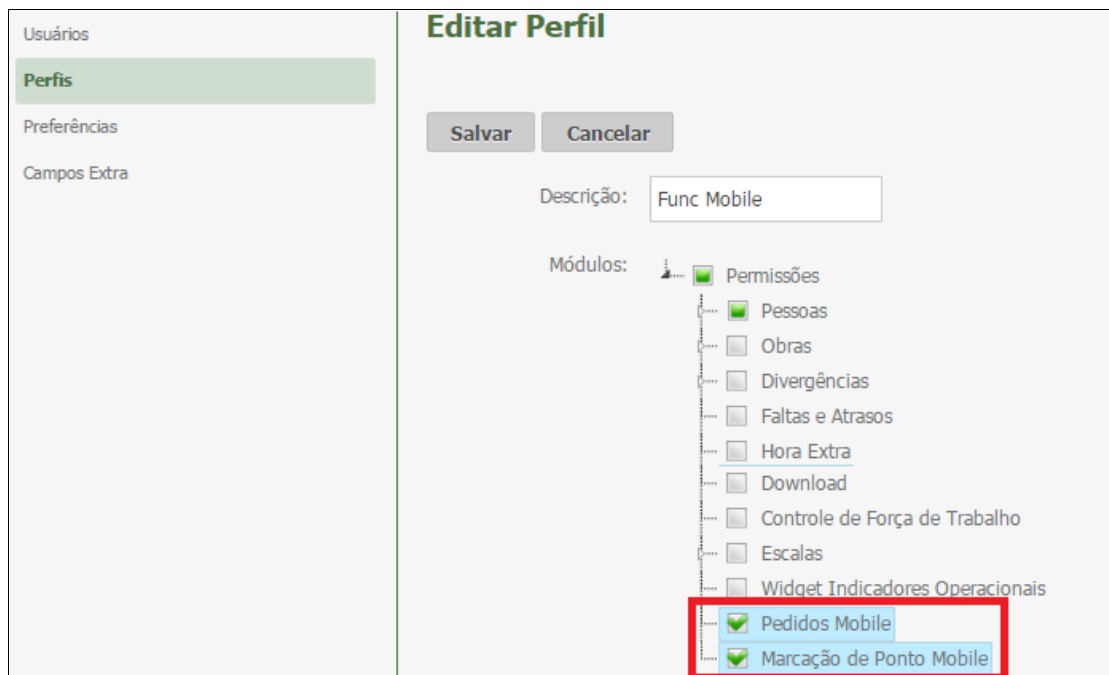 Usuários
Perfis
Preferências
Campos Extra
Editar Perfil
Salvar
Cancelar
Descrição:
Func Mobile
Módulos:
Permissões
Pessoas
Obras
Divergências
Faltas e Atrasos
Hora Extra
Download
Controle de Força de Trabalho
Escalas
Widget Indicadores Operacionais
Pedidos Mobile
Marcação de Ponto Mobile